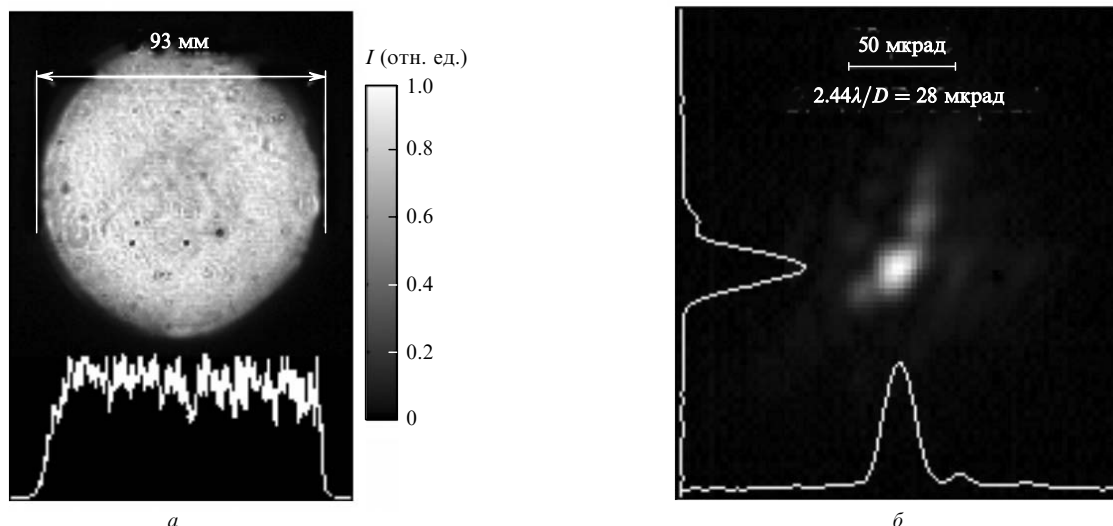 93 мм
I (отн. ед.)
1.0
0.8
0.6
0.4
0.2
0
а
50 мкрад
2.44λ/D = 28 мкрад
б